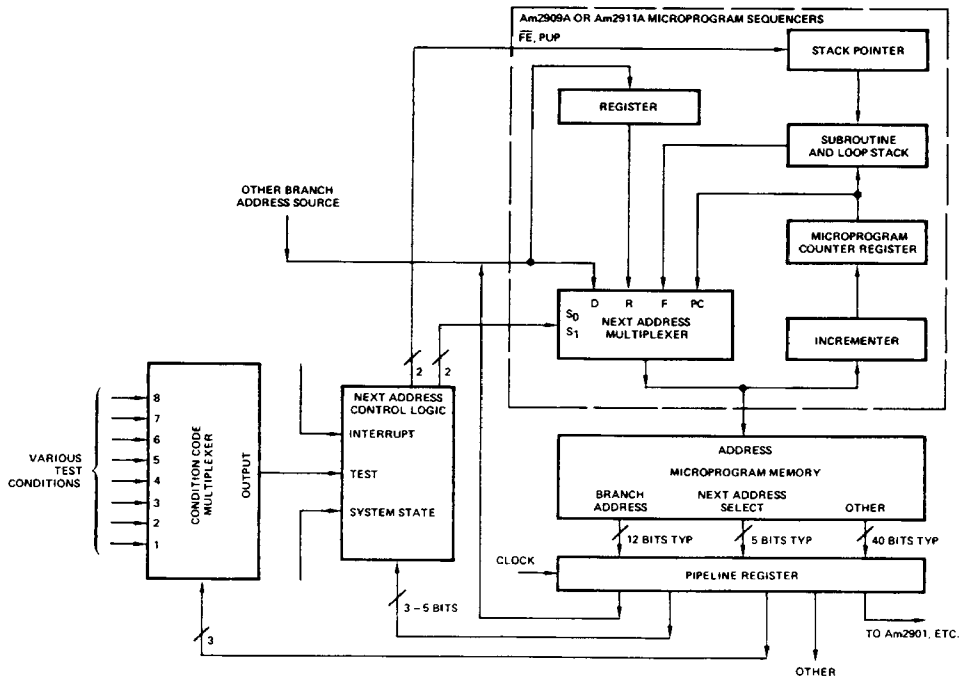 Am2909A OR Am2911A MICROPROGRAM SEQUENCERS
FE, PUP
STACK POINTER
REGISTER
SUBROUTINE
AND LOOP STACK
OTHER BRANCH
ADDRESS SOURCE
MICROPROGRAM
COUNTER REGISTER
D R F PC
S0
S1
NEXT ADDRESS
MULTIPLEXER
INCREMENTER
2
2
VARIOUS
TEST
CONDITIONS
8
7
6
5
4
3
2
1
CONDITION CODE
MULTIPLEXER
OUTPUT
NEXT ADDRESS
CONTROL LOGIC
INTERRUPT
TEST
SYSTEM STATE
ADDRESS
MICROPROGRAM MEMORY
BRANCH
ADDRESS
NEXT ADDRESS
SELECT
OTHER
12 BITS TYP
5 BITS TYP
40 BITS TYP
CLOCK
PIPELINE REGISTER
3 – 5 BITS
3
TO Am2901, ETC.
OTHER